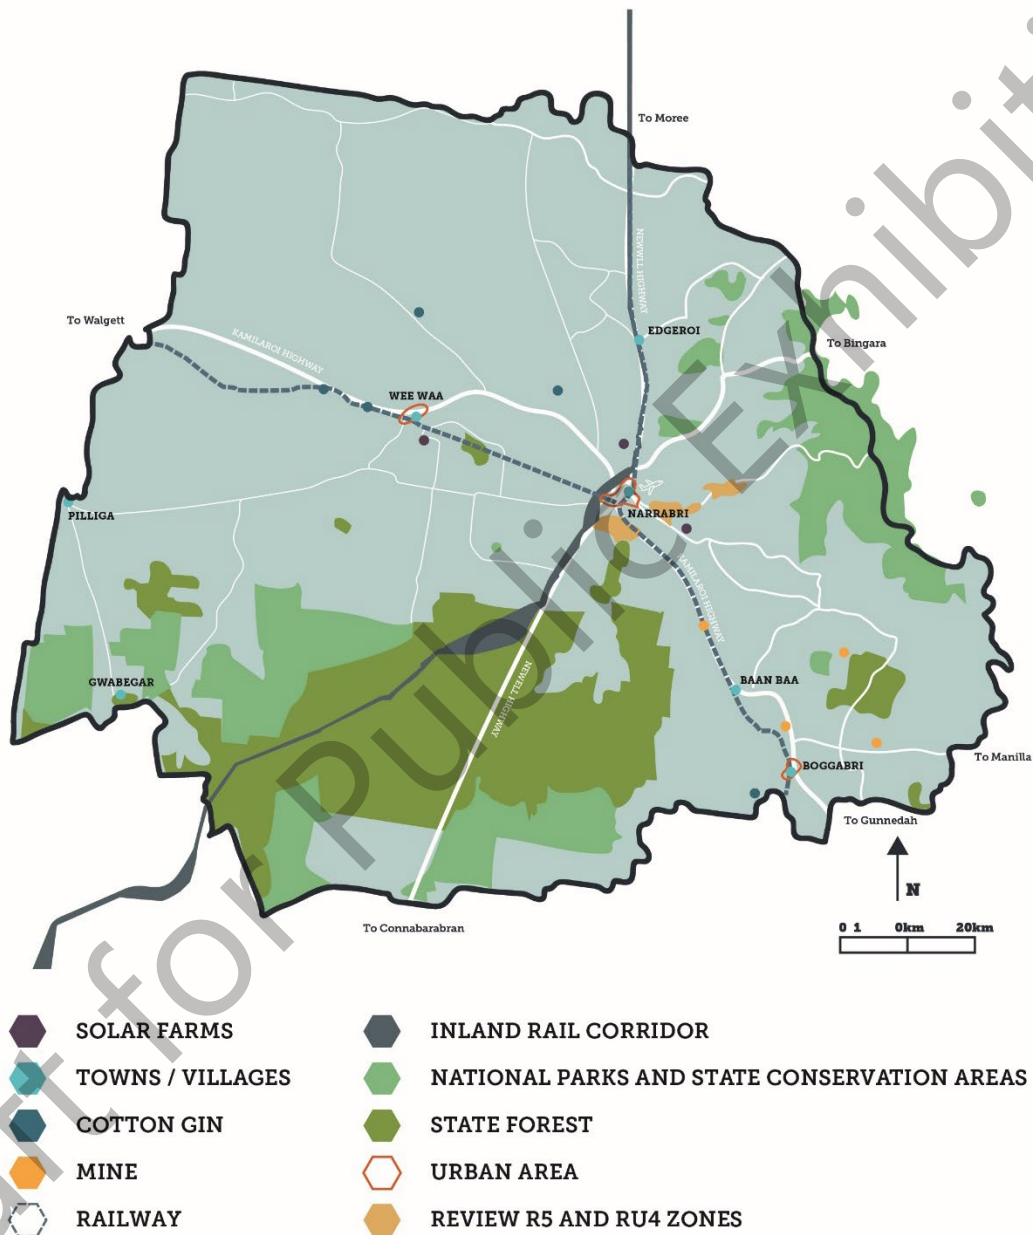 To Moree
NEWELL HIGHWAY
To Walgett
KAMILAROI HIGHWAY
EDGEROI
To Bingara
WEE WAA
PILLIGA
NARRABRI
KAMILAROI HIGHWAY
GWABEGAR
BAAN BAA
NEWELL HIGHWAY
To Manilla
BOGGABRI
To Gunnedah
N
To Connabarabran
0 1 0km 20km
SOLAR FARMS
INLAND RAIL CORRIDOR
TOWNS / VILLAGES
NATIONAL PARKS AND STATE CONSERVATION AREAS
COTTON GIN
STATE FOREST
MINE
URBAN AREA
RAILWAY
REVIEW R5 AND RU4 ZONES
for Public